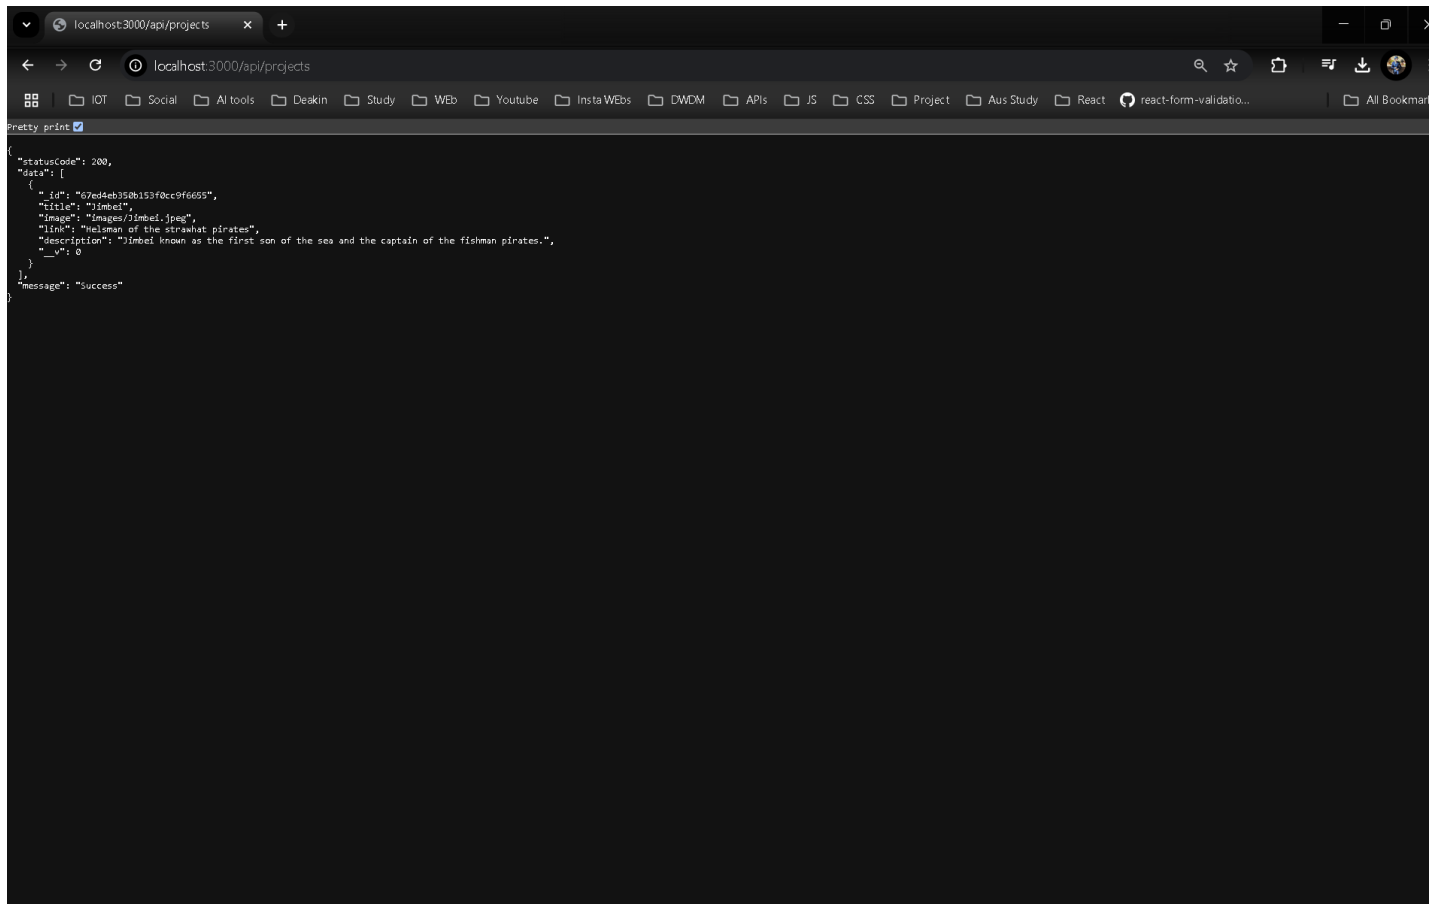 localhost:3000/api/projects
localhost:3000/api/projects
IOT Social AI tools Deakin Study WEb Youtube Insta WEbs DWDM APIs JS CSS Project Aus Study React react-form-validatio... All Bookmar
Pretty print
{
  "statusCode": 200,
  "data": [
    {
      "_id": "67ed4eb350b153f0cc9f6655",
      "title": "Jimbei",
      "image": "images/Jimbei.jpeg",
      "link": "Helsman of the strawhat pirates",
      "description": "Jimbei known as the first son of the sea and the captain of the fishman pirates.",
      "__v": 0
    }
  ],
  "message": "Success"
}